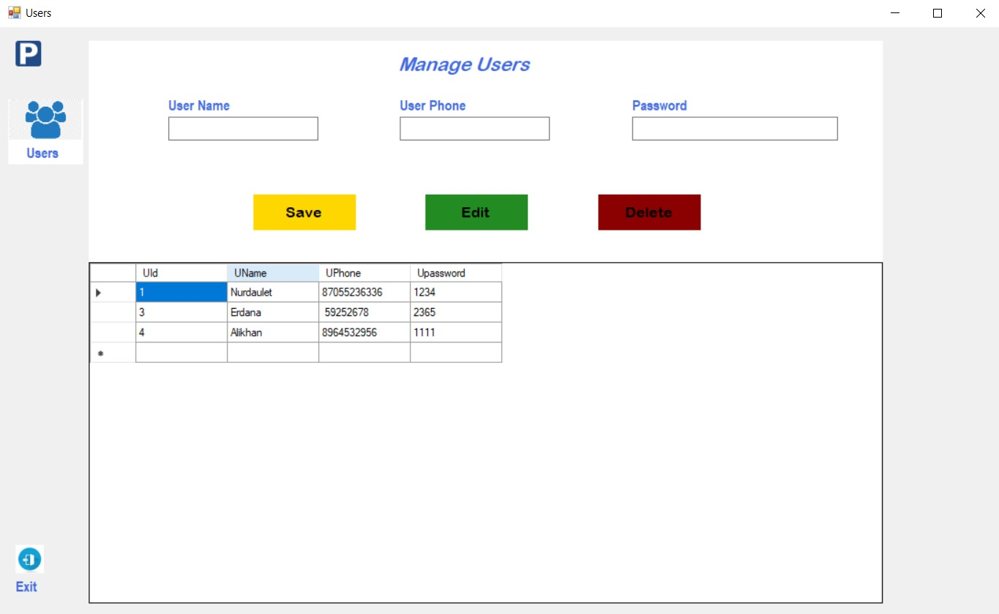 Users
P
Manage Users
User Name User Phone Password
Users
Save Edit Delete
UId UName UPhone Upassword
1 Nurdaulet 87055236336 1234
3 Erdana 59252678 2365
4 Alikhan 8964532956 1111
Exit